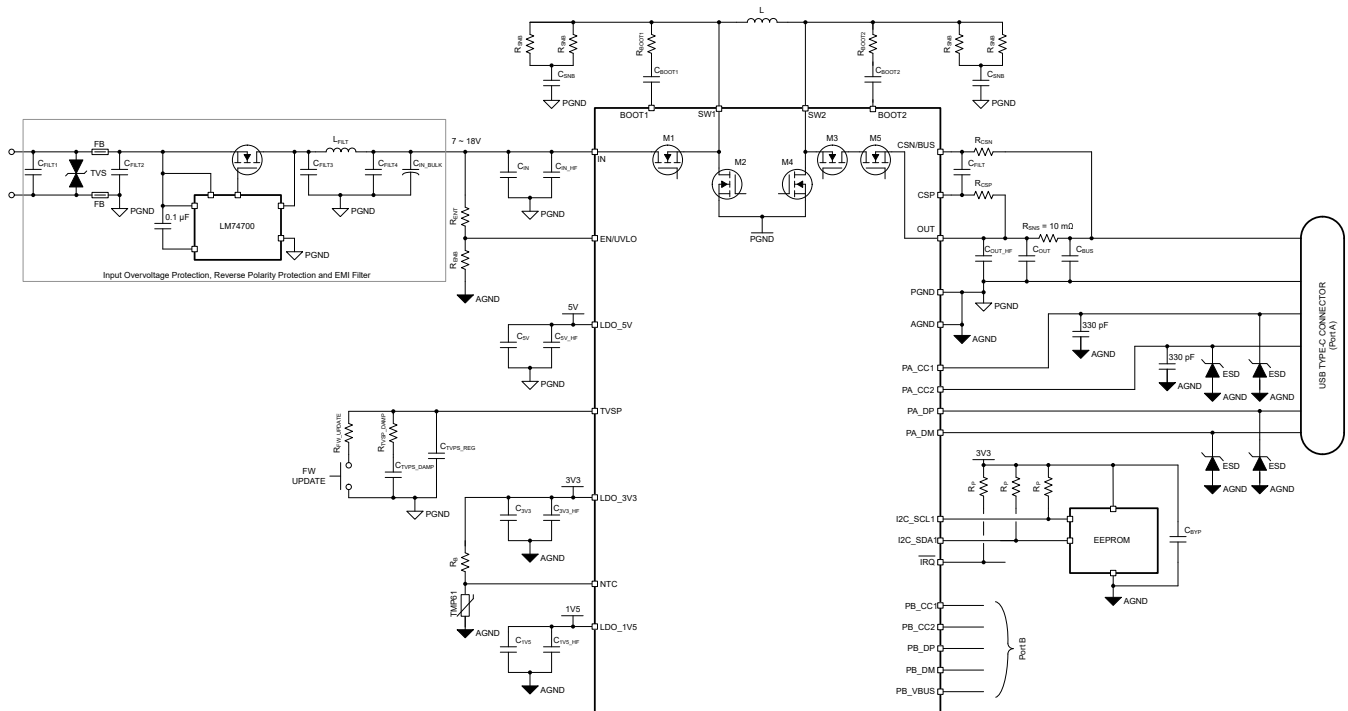 L
RSNB
RSNB
CSNB
PGND
RBOOT1
CBOOT1
BOOT1
SW1
SW2
RBOOT2
CBOOT2
BOOT2
RSNB
RSNB
CSNB
PGND
CFILT1
TVS
FB
FB
CFILT2
PGND
0.1 µF
LM74700
PGND
CFILT3
LFILT
CFILT4
CIN_BULK
PGND
Input Overvoltage Protection, Reverse Polarity Protection and EMI Filter
7 ~ 18V
CIN
CIN_HF
PGND
IN
M1
M2
M4
M3
M5
PGND
CSN/BUS
RCSN
CFILT
RCSP
CSP
OUT
RSNS = 10 mΩ
COUT_HF
COUT
CBUS
PGND
PGND
AGND
AGND
RENT
RENB
AGND
EN/UVLO
5V
LDO_5V
C5V
C5V_HF
PGND
330 pF
AGND
330 pF
AGND
ESD
AGND
ESD
AGND
PA_CC1
PA_CC2
PA_DP
PA_DM
ESD
AGND
ESD
AGND
USB TYPE-C CONNECTOR
(Port A)
TVSP
RFW_UPDATE
RTVSP_DAMP
CTVPS_DAMP
CTVPS_REG
FW
UPDATE
PGND
3V3
LDO_3V3
C3V3
C3V3_HF
AGND
RB
NTC
TMP61
AGND
1V5
LDO_1V5
C1V5
C1V5_HF
AGND
3V3
RP
RP
RP
I2C_SCL1
I2C_SDA1
IRQ
EEPROM
CBYP
AGND
PB_CC1
PB_CC2
PB_DP
PB_DM
PB_VBUS
Port B